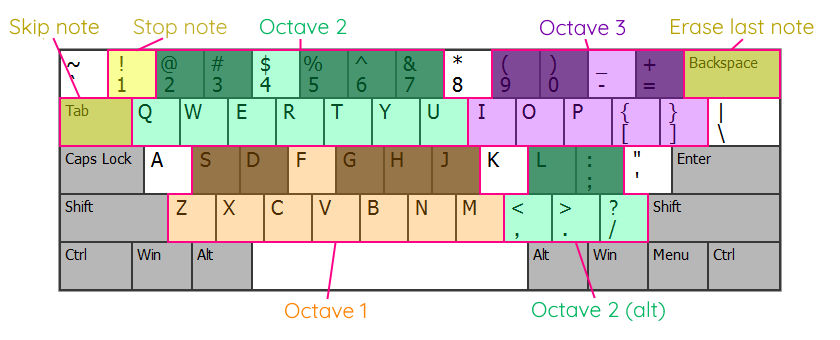 Skip note Stop note Octave 2 Octave 3 Erase last note
~ ! @ # $ % ^ & * ( ) _ + Backspace
` 1 2 3 4 5 6 7 8 9 0 - =
Tab Q W E R T Y U I O P { } |
[ ] \
Caps Lock A S D F G H J K L : " Enter
; '
Shift Z X C V B N M < > ? Shift
, . /
Ctrl Win Alt Alt Win Menu Ctrl
Octave 1 Octave 2 (alt)